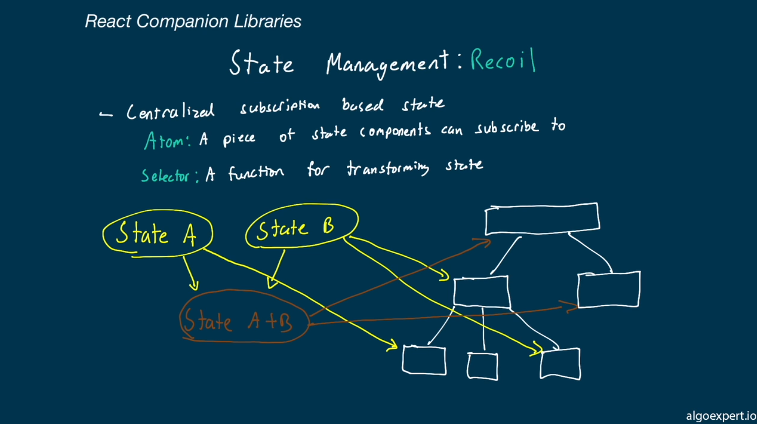 React Companion Libraries
State Management: Recoil
- Centralized subscription based state
Atom: A piece of state components can subscribe to
Selector: A function for transforming state
State A
State B
State A+B
algoexpert.io